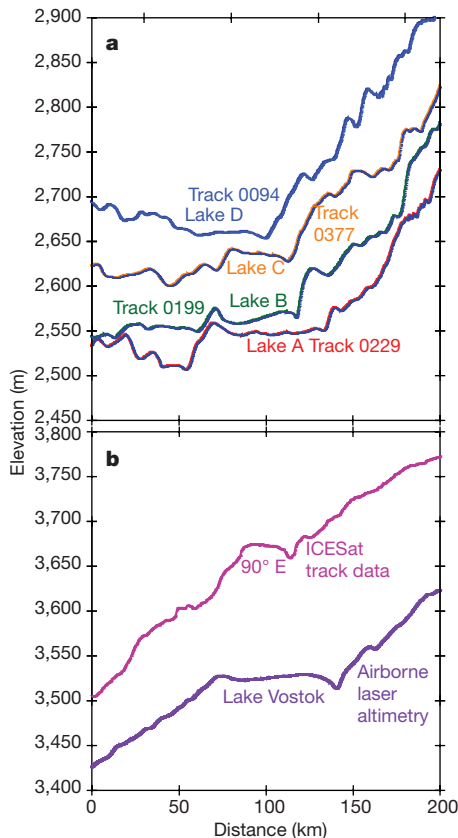 2,900
a
2,850
2,800
2,750
2,700
Track 0094
Lake D
Track
0377
2,650
Lake C
2,600
Track 0199
Lake B
2,550
Lake A Track 0229
2,500
2,450
Elevation (m)
3,800
b
3,750
3,700
3,650
90° E
ICESat
track data
3,600
3,550
Lake Vostok
Airborne
laser
altimetry
3,500
3,450
3,400
0
50
100
150
200
Distance (km)